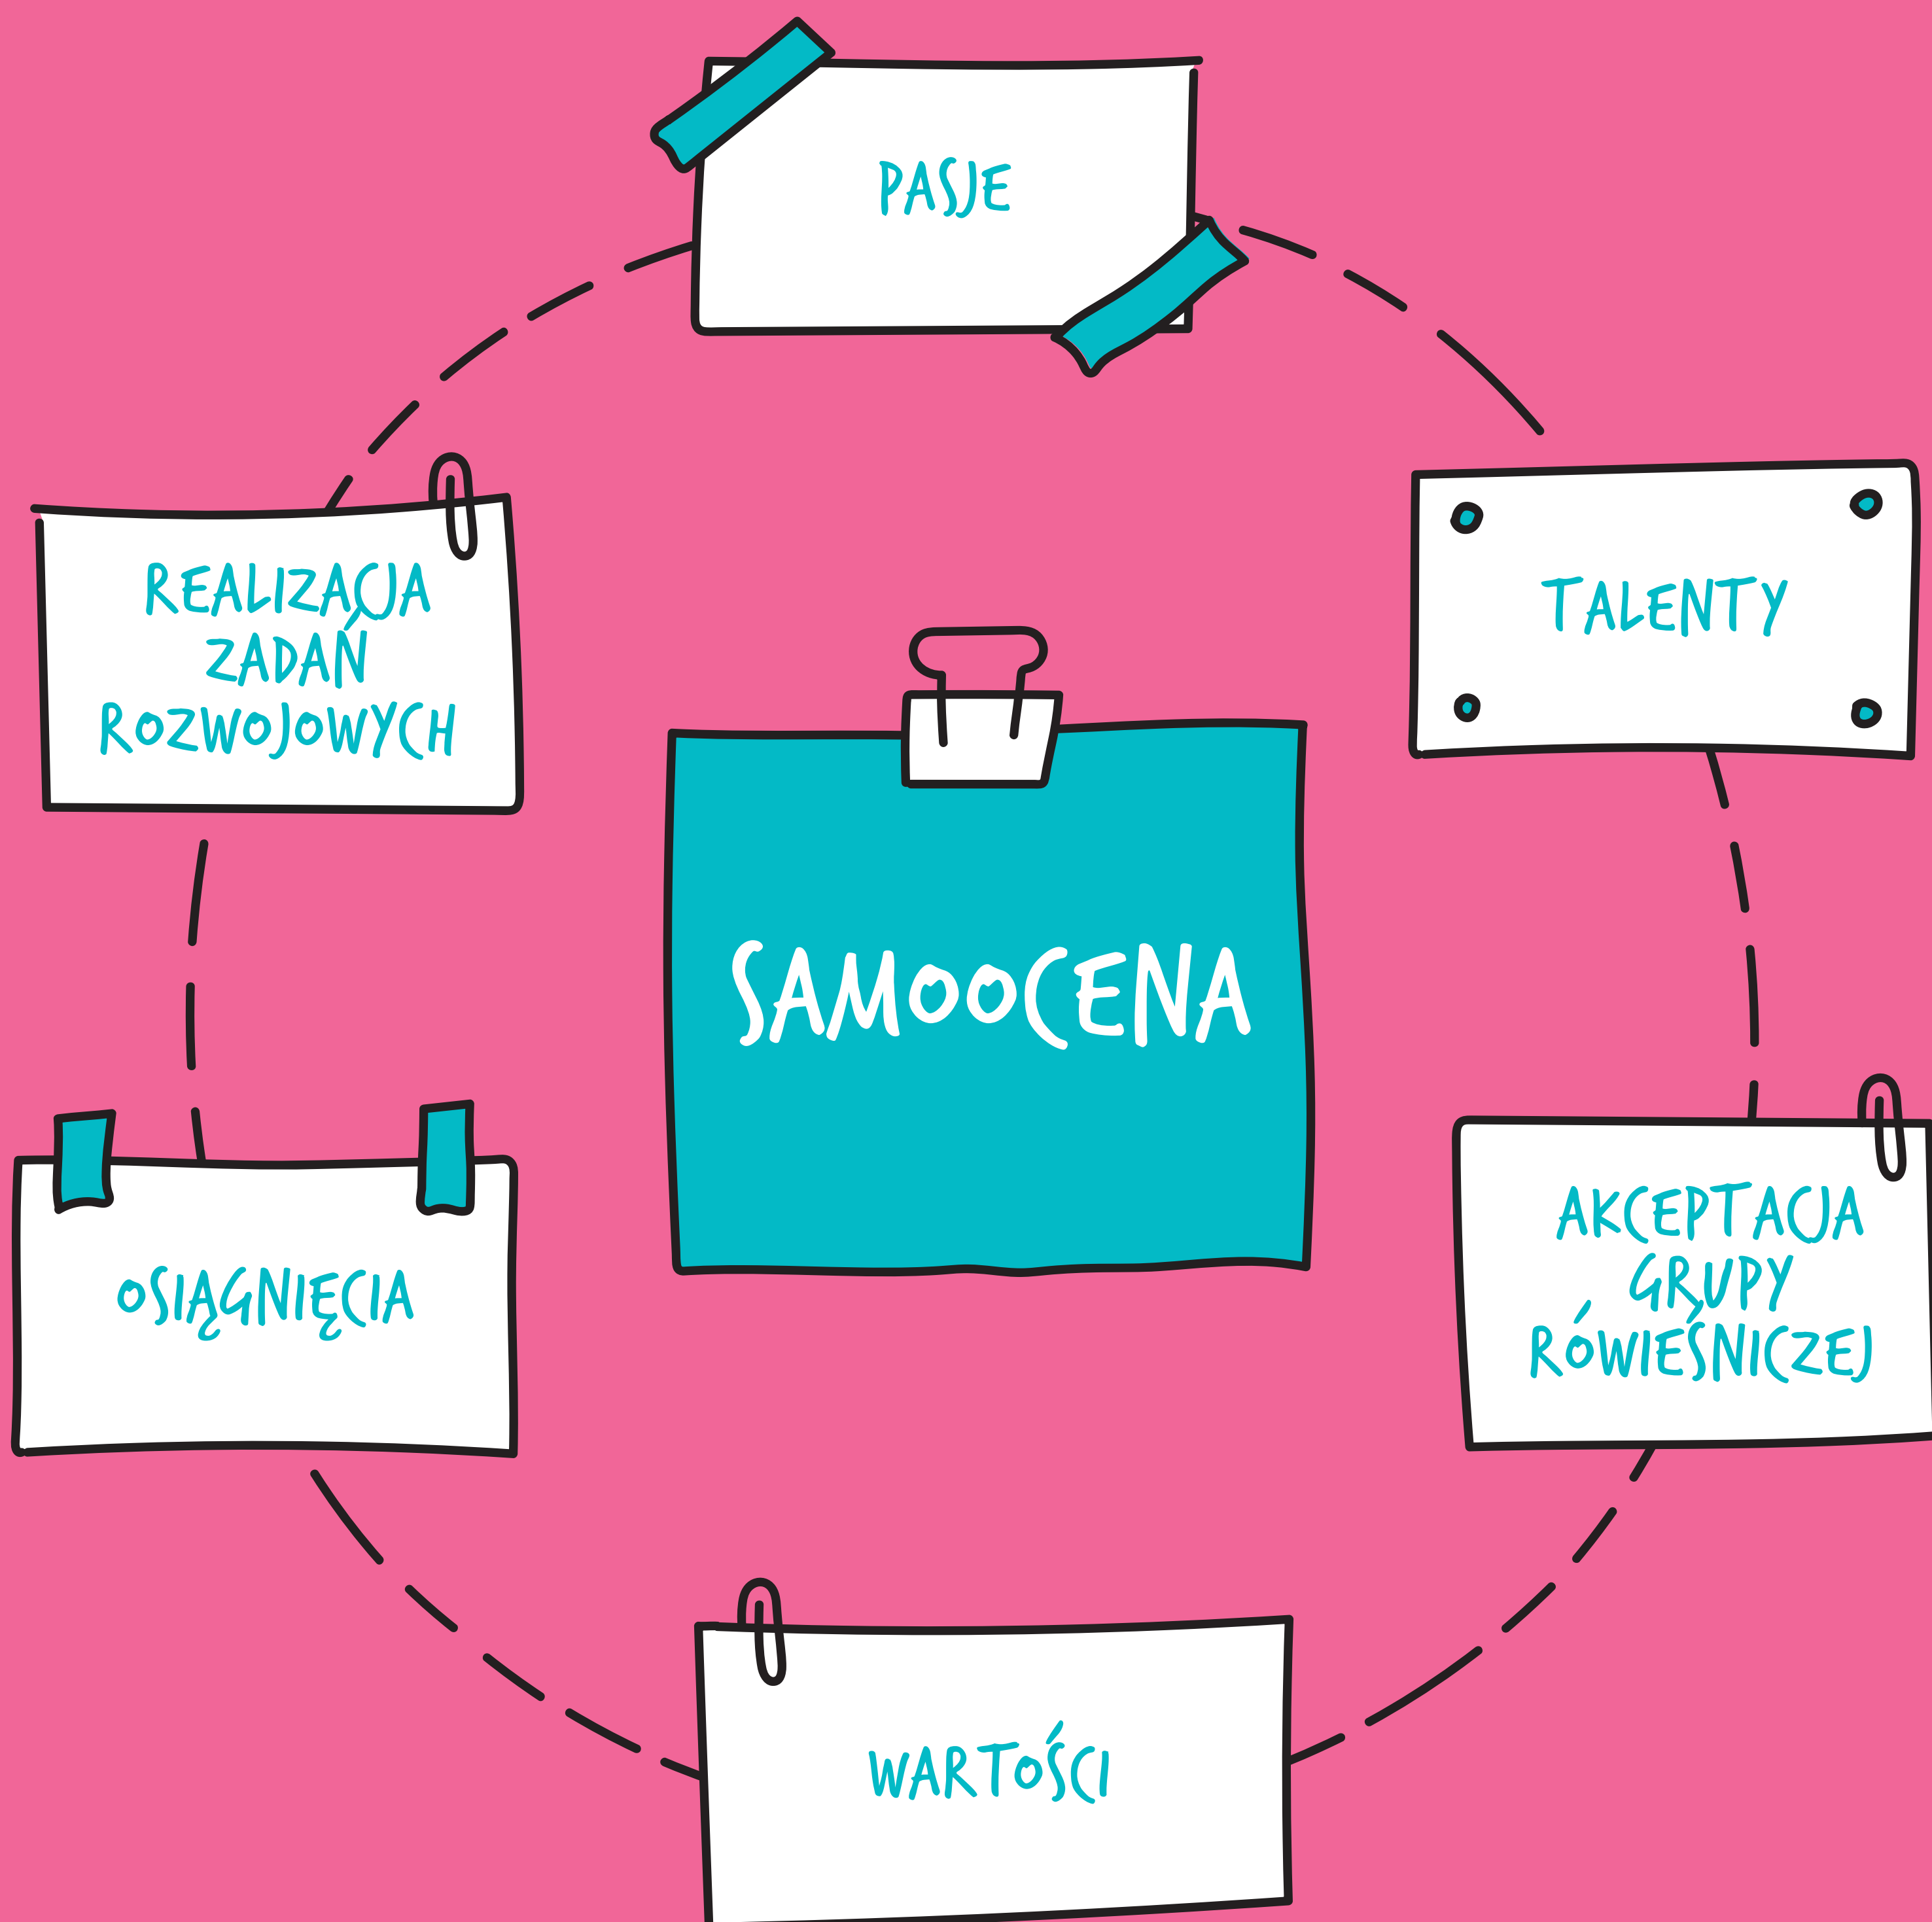 PASJE
REALIZACJA
ZADAŃ
ROZWOJOWYCH
TALENTY
SAMOOCENA
OSIĄGNIĘCIA
AKCEPTACJA
GRUPY
RÓWIEŚNICZEJ
WARTOŚCI